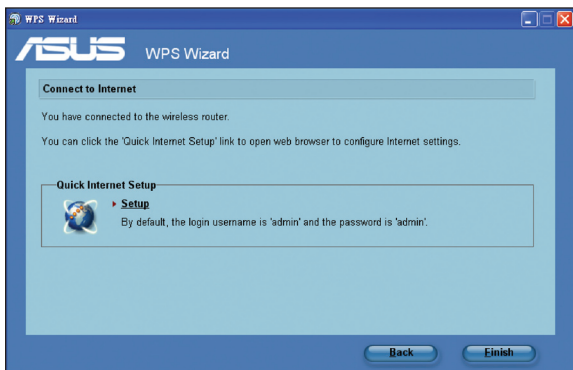 WPS Wizard
ASUS WPS Wizard
Connect to Internet
You have connected to the wireless router.
You can click the 'Quick Internet Setup' link to open web browser to configure Internet settings.
Quick Internet Setup
Setup
By default, the login username is 'admin' and the password is 'admin'.
Back Finish